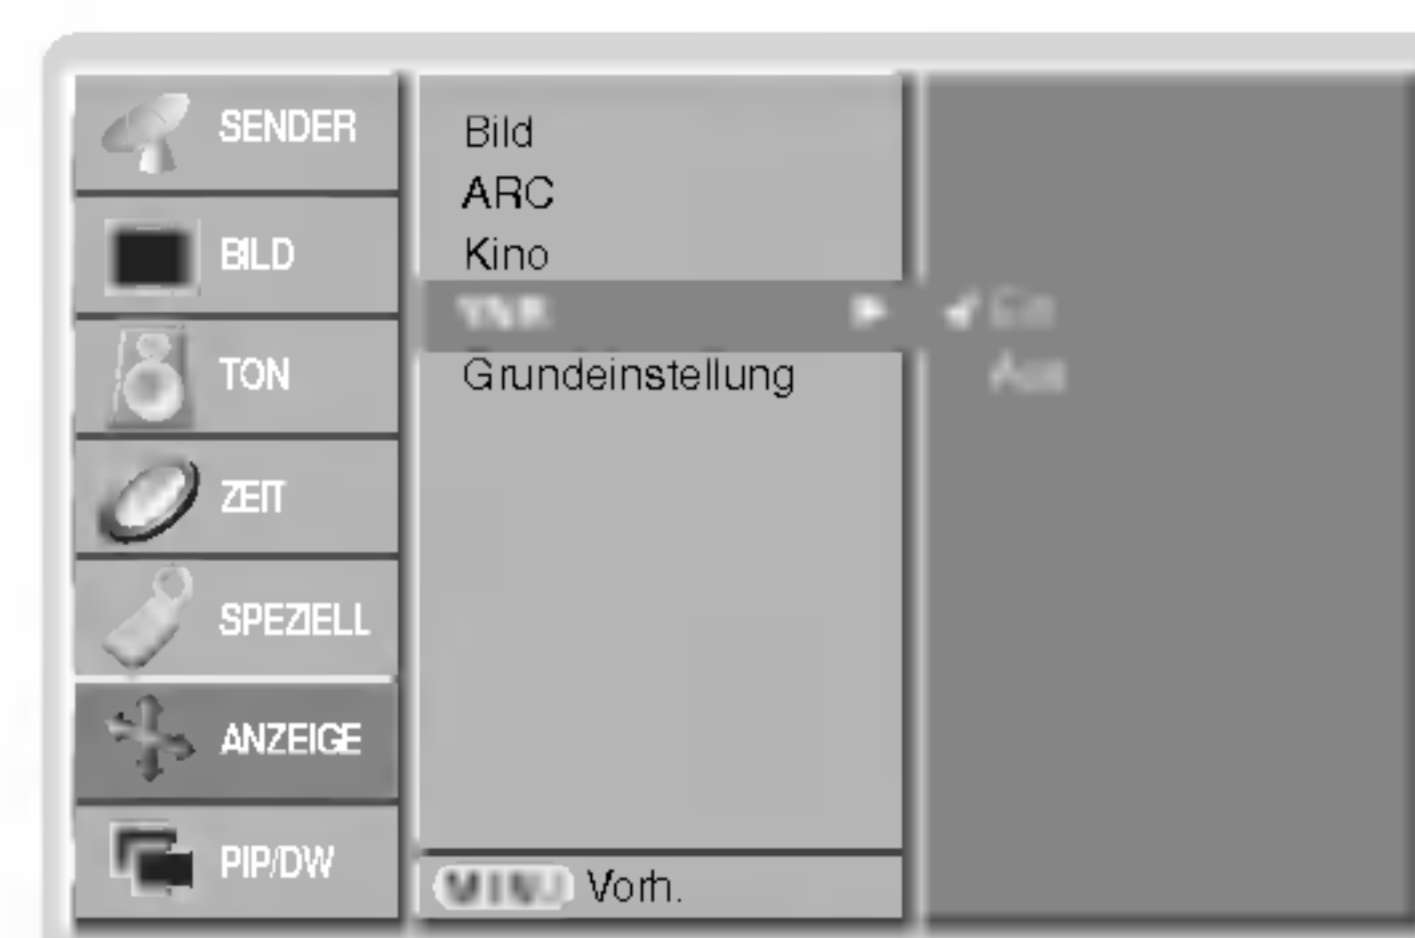 SENDER
BILD
TON
ZEIT
SPEZIELL
ANZEIGE
PIP/DW
Bild
ARC
Kino
Grundeinstellung
Vorh.